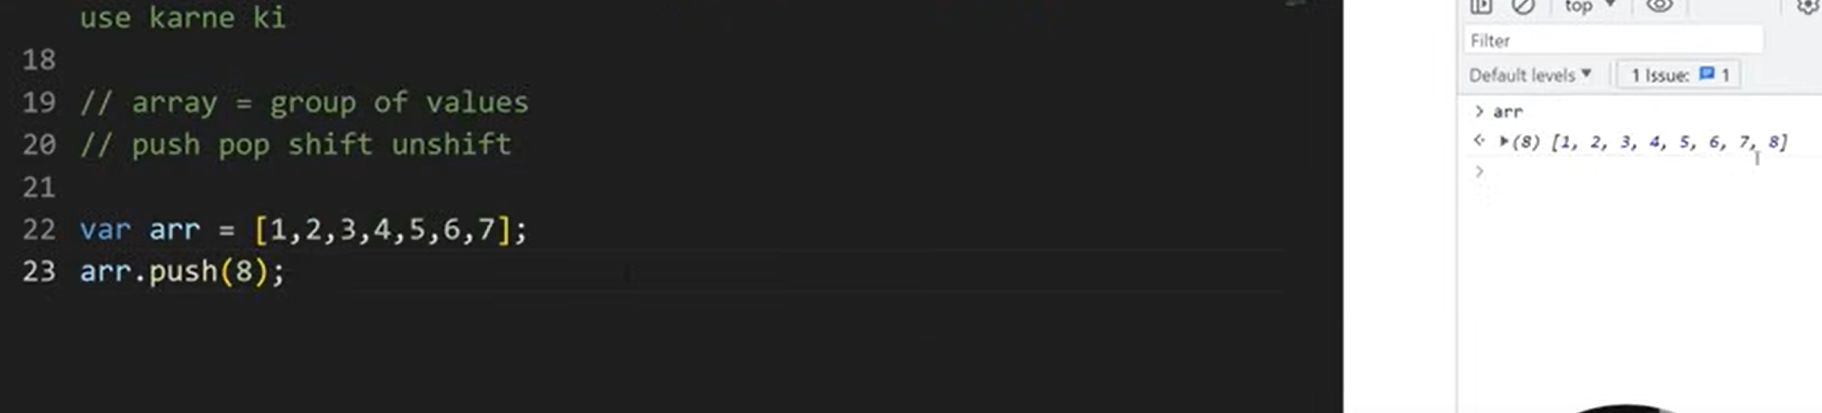 use karne ki
18
19 // array = group of values
20 // push pop shift unshift
21
22 var arr = [1,2,3,4,5,6,7];
23 arr.push(8);
top
Filter
Default levels
1 Issue: 1
> arr
(8) [1, 2, 3, 4, 5, 6, 7, 8]
>